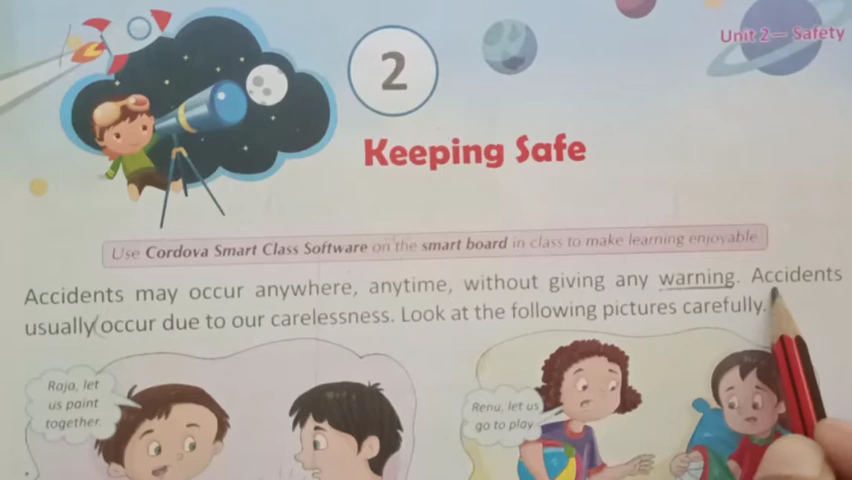 Unit 2— Safety
2
Keeping Safe
Use Cordova Smart Class Software on the smart board in class to make learning enjoyable
Accidents may occur anywhere, anytime, without giving any warning. Accidents
usually occur due to our carelessness. Look at the following pictures carefully.
Raja, let
us paint
together.
Renu, let us
go to play